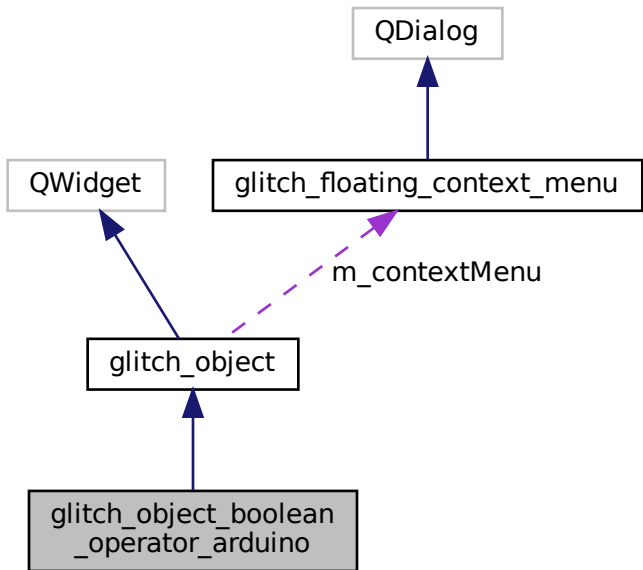 QDialog
QWidget
glitch_floating_context_menu
m_contextMenu
glitch_object
glitch_object_boolean
_operator_arduino